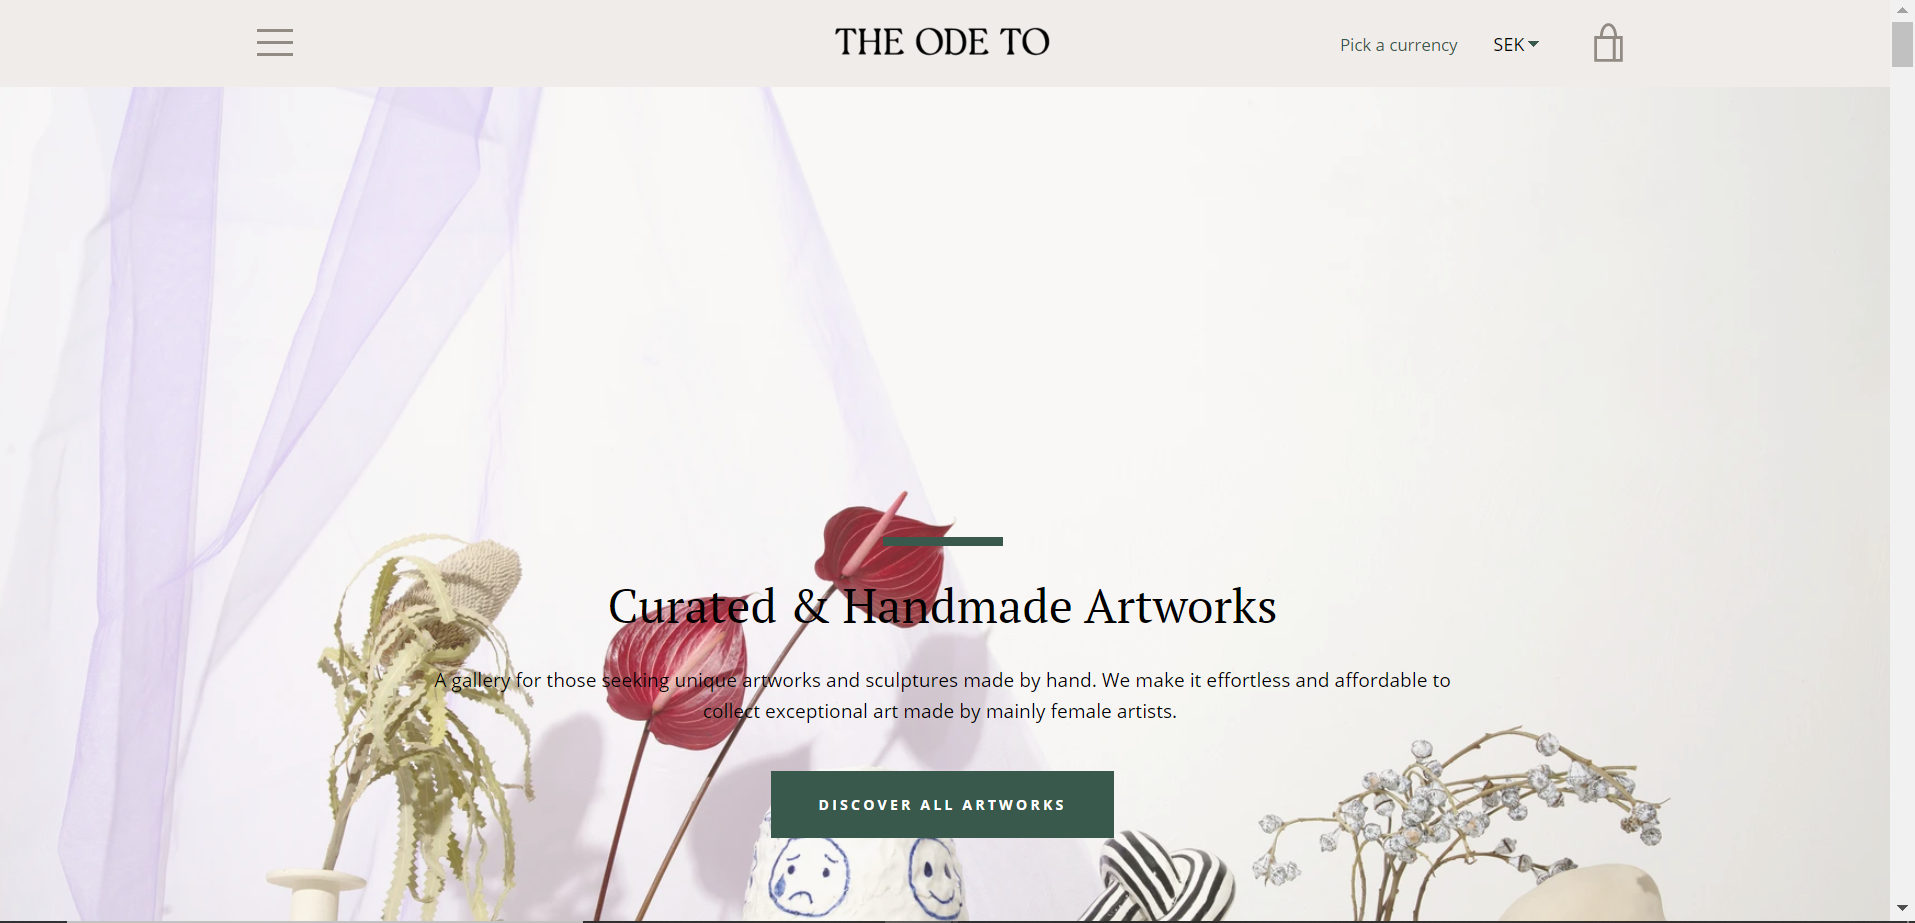 THE ODE TO
Pick a currency
SEK
Curated & Handmade Artworks
A gallery for those seeking unique artworks and sculptures made by hand. We make it effortless and affordable to
collect exceptional art made by mainly female artists.
DISCOVER ALL ARTWORKS